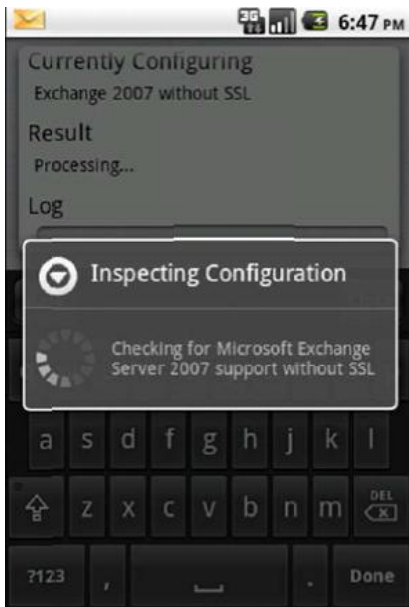 3G
6:47 PM
Currently Configuring
Exchange 2007 without SSL
Result
Processing...
Log
Inspecting Configuration
Checking for Microsoft Exchange
Server 2007 support without SSL
a s d f g h j k l
z x c v b n m DEL
?123 , . Done